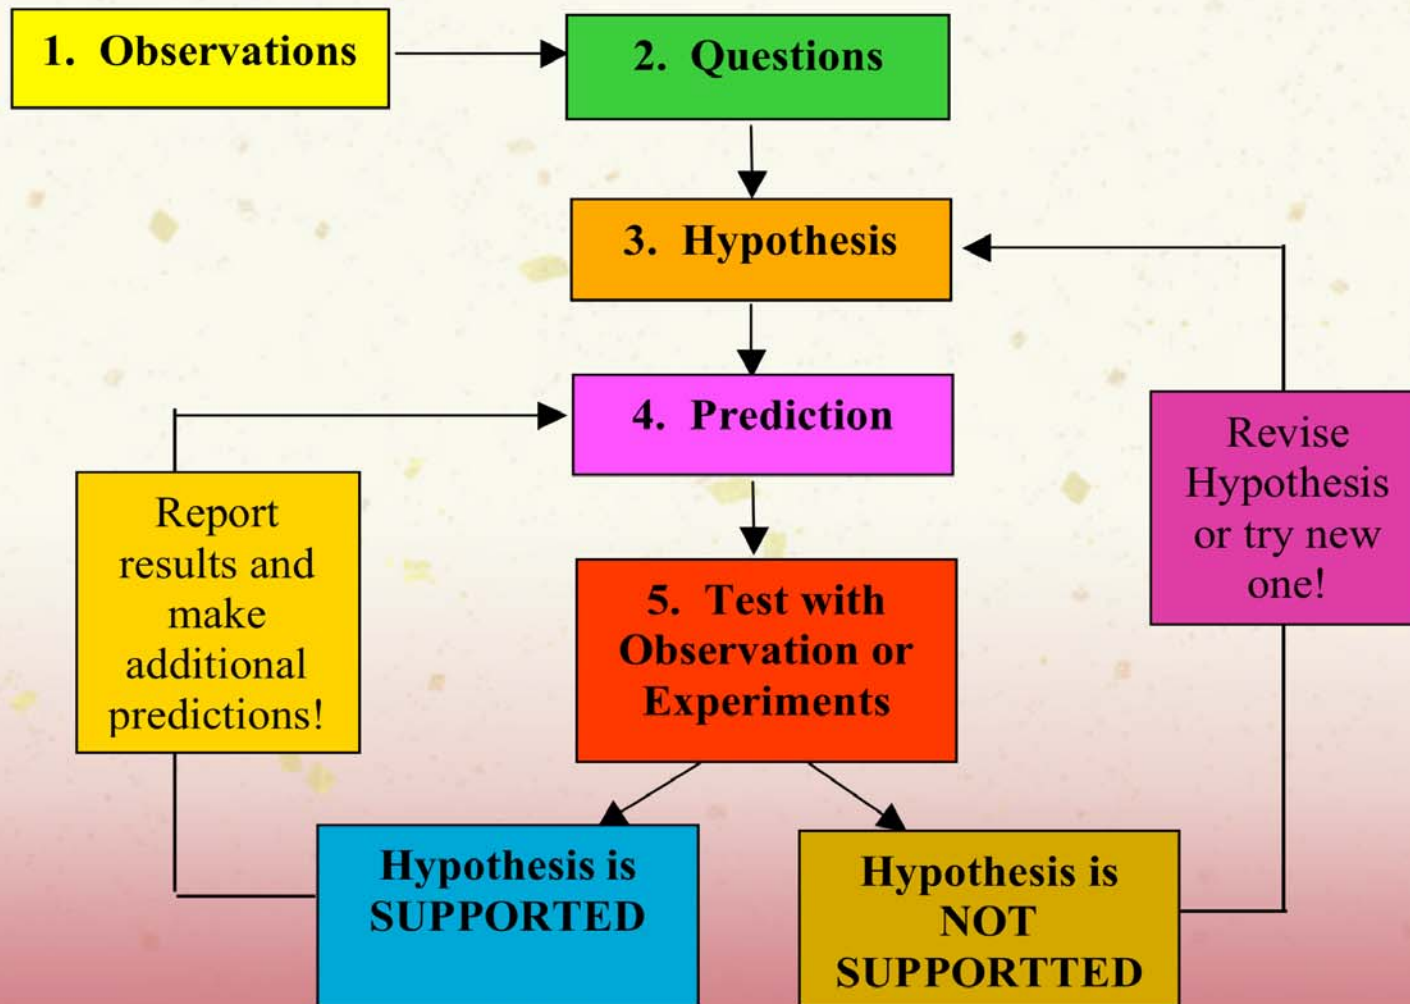 1. Observations
2. Questions
3. Hypothesis
4. Prediction
Revise
Hypothesis
or try new
one!
Report
results and
make
additional
predictions!
5. Test with
Observation or
Experiments
Hypothesis is
SUPPORTED
Hypothesis is
NOT
SUPPORTTED